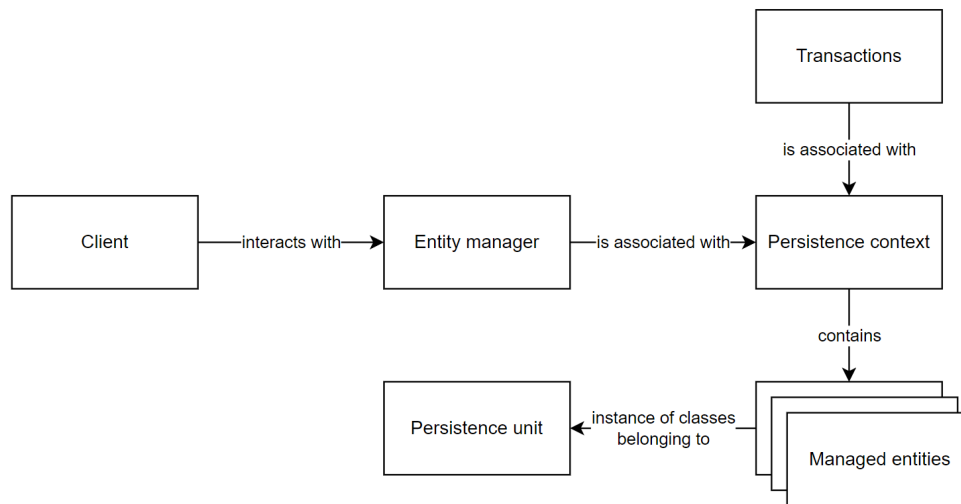 Transactions
is associated with
Client
interacts with
Entity manager
is associated with
Persistence context
contains
Persistence unit
instance of classes
belonging to
Managed entities